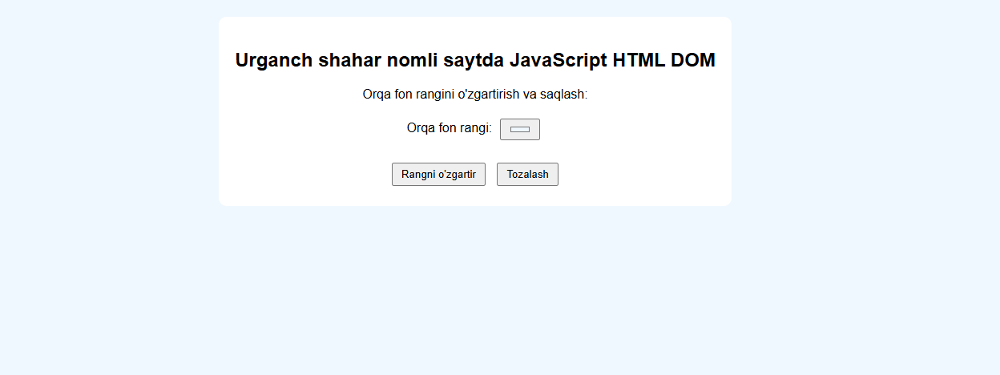 Urganch shahar nomli saytda JavaScript HTML DOM
Orqa fon rangini o'zgartirish va saqlash:
Orqa fon rangi:
Rangni o'zgartir Tozalash